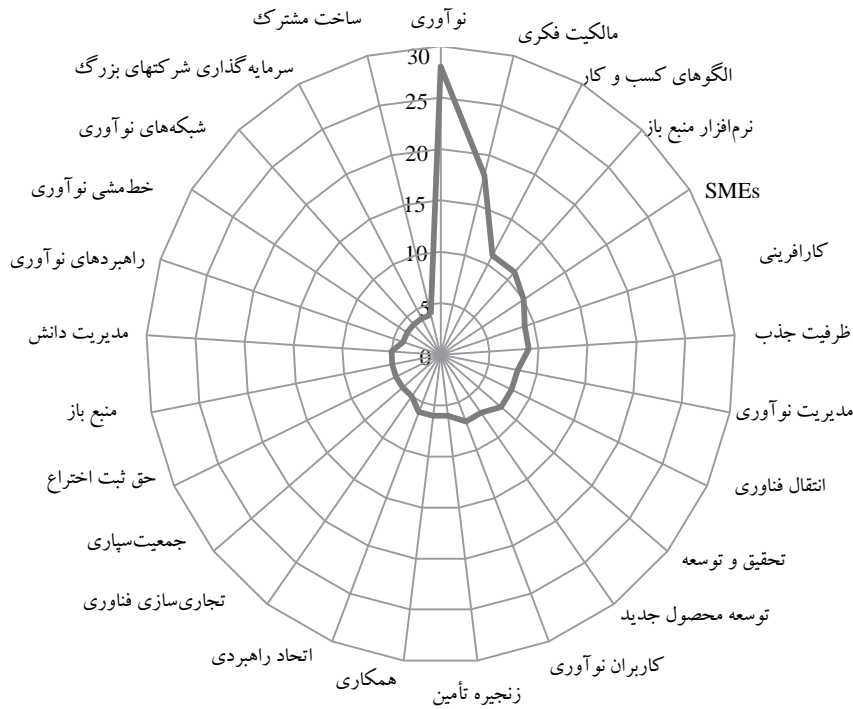 نوآوری
مالکیت فکری
الگوهای کسب و کار
نرم‌افزار منبع باز
SMEs
کارافرینی
ظرفیت جذب
مدیریت نوآوری
انتقال فناوری
تحقیق و توسعه
توسعه محصول جدید
کاربران نوآوری
زنجیره تأمین
همکاری
اتحاد راهبردی
تجاری‌سازی فناوری
جمعیت‌سپاری
حق ثبت اختراع
منبع باز
مدیریت دانش
راهبردهای نوآوری
خط‌مشی نوآوری
شبکه‌های نوآوری
سرمایه‌گذاری شرکتهای بزرگ
ساخت مشترک
30
25
20
15
10
5
0